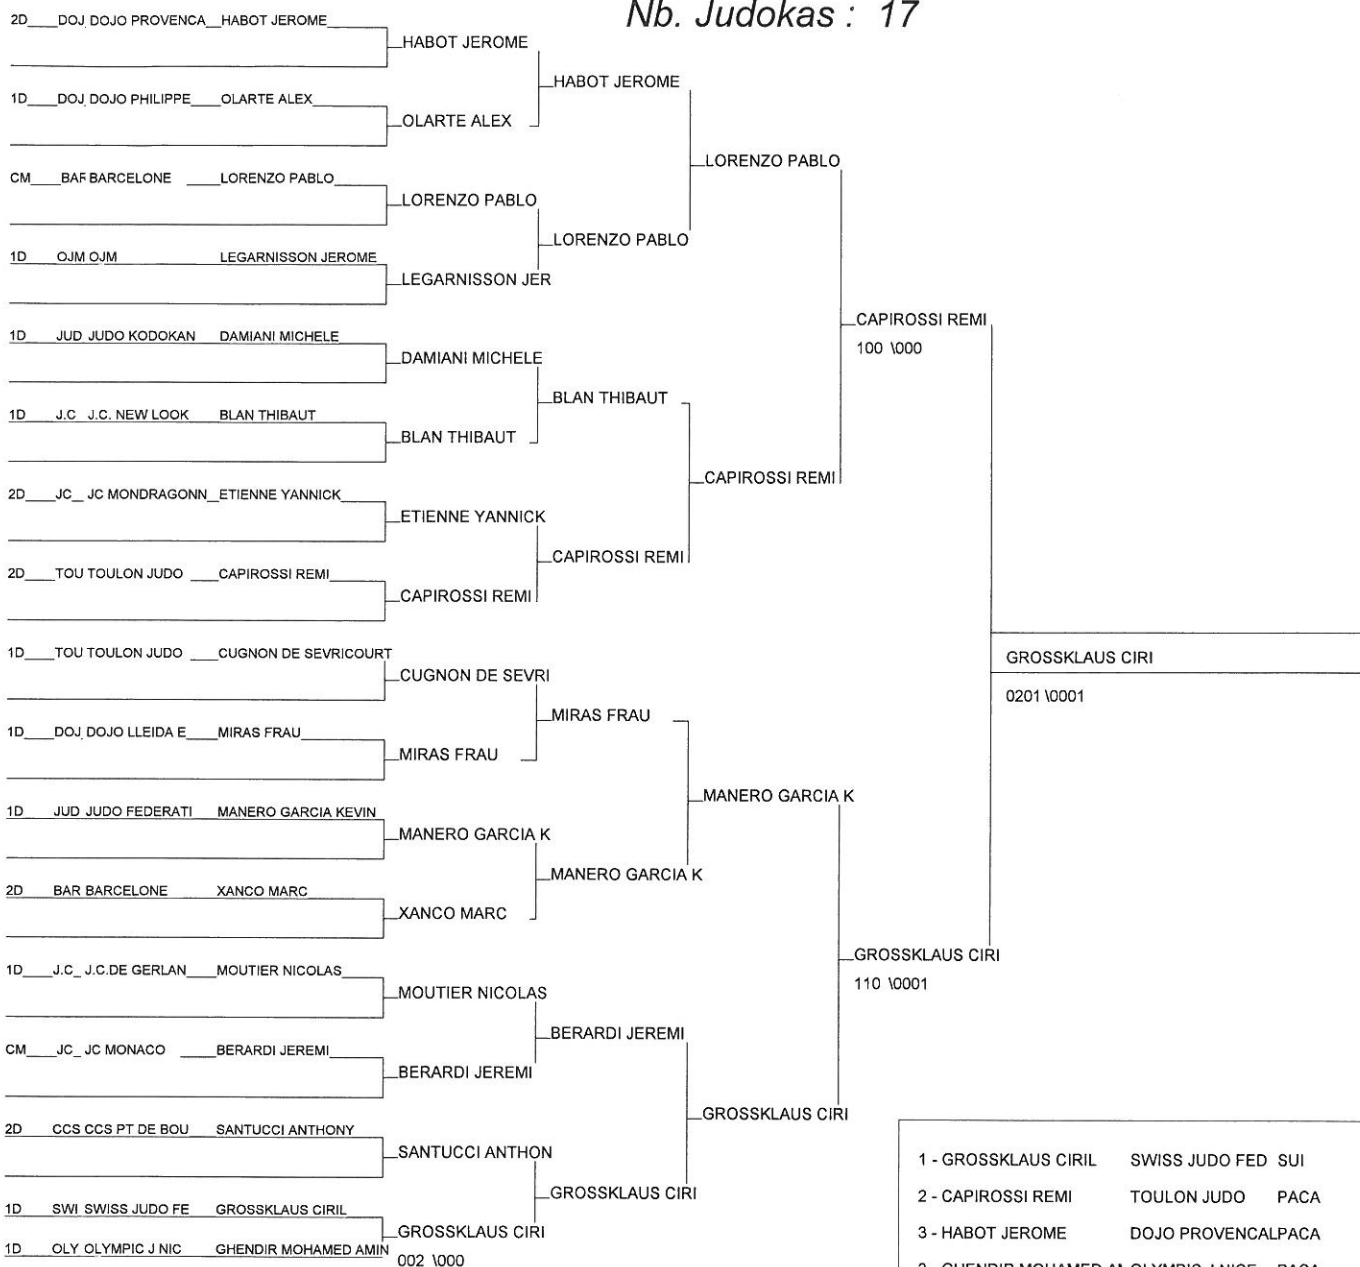 Nb. Judokas : 17
2D DOJ DOJO PROVENCA HABOT JEROME
HABOT JEROME
HABOT JEROME
1D DOJ DOJO PHILIPPE OLARTE ALEX
OLARTE ALEX
LORENZO PABLO
CM BAR BARCELONE LORENZO PABLO
LORENZO PABLO
LORENZO PABLO
1D OJM OJM LEGARNISSON JEROME
LEGARNISSON JER
CAPIROSSI REMI
100 \000
1D JUD JUDO KODOKAN DAMIANI MICHELE
DAMIANI MICHELE
BLAN THIBAUT
1D J.C J.C. NEW LOOK BLAN THIBAUT
BLAN THIBAUT
CAPIROSSI REMI
2D JC JC MONDRAGONN ETIENNE YANNICK
ETIENNE YANNICK
CAPIROSSI REMI
2D TOU TOULON JUDO CAPIROSSI REMI
CAPIROSSI REMI
1D TOU TOULON JUDO CUGNON DE SEVRICOURT
GROSSKLAUS CIRI
0201 \0001
CUGNON DE SEVRI
MIRAS FRAU
1D DOJ DOJO LLEIDA E MIRAS FRAU
MIRAS FRAU
MANERO GARCIA K
1D JUD JUDO FEDERATI MANERO GARCIA KEVIN
MANERO GARCIA K
MANERO GARCIA K
2D BAR BARCELONE XANCO MARC
XANCO MARC
GROSSKLAUS CIRI
110 \0001
1D J.C J.C.DE GERLAN MOUTIER NICOLAS
MOUTIER NICOLAS
BERARDI JEREMI
CM JC JC MONACO BERARDI JEREMI
BERARDI JEREMI
GROSSKLAUS CIRI
2D CCS CCS PT DE BOU SANTUCCI ANTHONY
SANTUCCI ANTHON
GROSSKLAUS CIRI
1D SWI SWISS JUDO FE GROSSKLAUS CIRIL
GROSSKLAUS CIRI
1D OLY OLYMPIC J NIC GHENDIR MOHAMED AMIN
002 \000
1 - GROSSKLAUS CIRIL SWISS JUDO FED SUI
2 - CAPIROSSI REMI TOULON JUDO PACA
3 - HABOT JEROME DOJO PROVENCALPACA
3 - GHENDIR MOHAMED AM OLYMPIC J NICE PACA